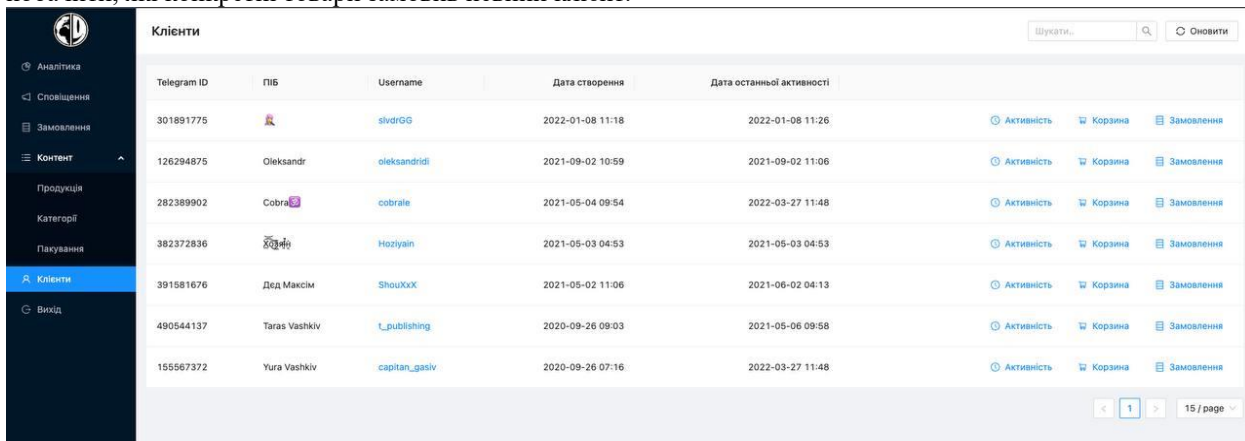 Клієнти Шукати.. Оновити
Аналітика
Сповіщення
Замовлення
Контент
Продукція
Категорії
Пакування
Клієнти
Вихід
Telegram ID ПІБ Username Дата створення Дата останньої активності
301891775 slvdrGG 2022-01-08 11:18 2022-01-08 11:26 Активність Корзина Замовлення
126294875 Oleksandr oleksandridi 2021-09-02 10:59 2021-09-02 11:06 Активність Корзина Замовлення
282389902 Cobra cobrale 2021-05-04 09:54 2022-03-27 11:48 Активність Корзина Замовлення
382372836 Hoziyain 2021-05-03 04:53 2021-05-03 04:53 Активність Корзина Замовлення
391581676 Дед Максім ShouXxX 2021-05-02 11:06 2021-06-02 04:13 Активність Корзина Замовлення
490544137 Taras Vashkiv t_publishing 2020-09-26 09:03 2021-05-06 09:58 Активність Корзина Замовлення
155567372 Yura Vashkiv capitan_gasiv 2020-09-26 07:16 2022-03-27 11:48 Активність Корзина Замовлення
< 1 > 15 / page